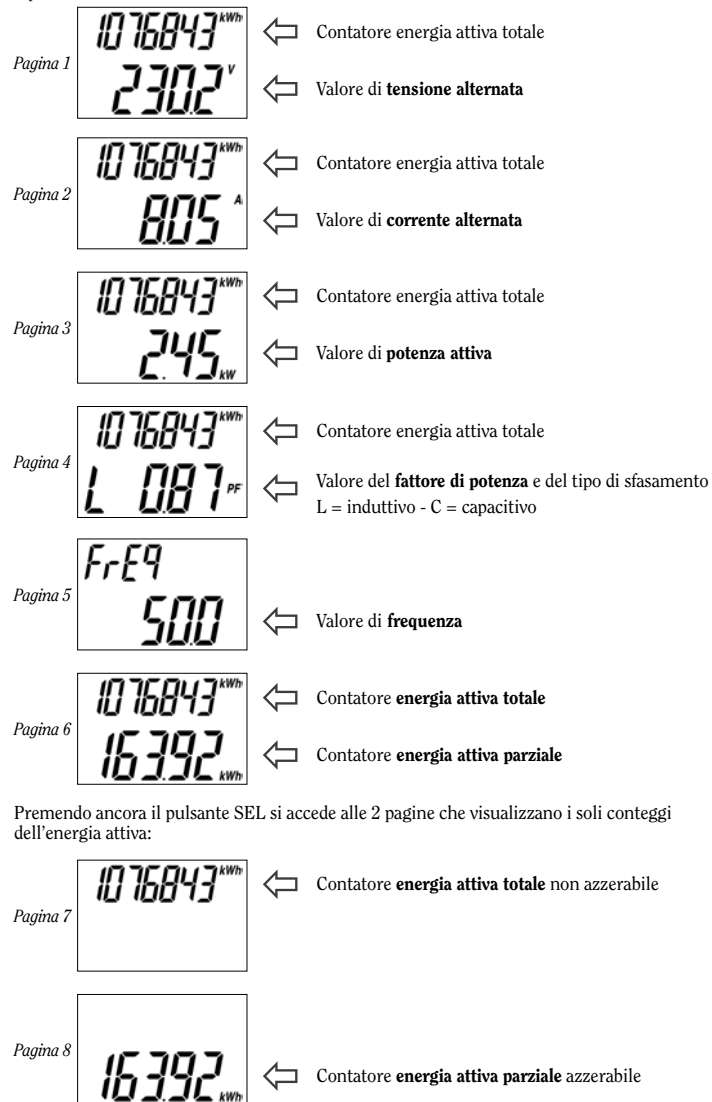 1076843 kWh Contatore energia attiva totale
Pagina 1
230.2 V Valore di tensione alternata
1076843 kWh Contatore energia attiva totale
Pagina 2
8.05 A Valore di corrente alternata
1076843 kWh Contatore energia attiva totale
Pagina 3
2.45 kW Valore di potenza attiva
1076843 kWh Contatore energia attiva totale
Pagina 4
L 0.87 PF Valore del fattore di potenza e del tipo di sfasamento
L = induttivo - C = capacitivo
FrEq
Pagina 5
50.0 Valore di frequenza
1076843 kWh Contatore energia attiva totale
Pagina 6
163.92 kWh Contatore energia attiva parziale
Premendo ancora il pulsante SEL si accede alle 2 pagine che visualizzano i soli conteggi
dell'energia attiva:
1076843 kWh Contatore energia attiva totale non azzerabile
Pagina 7
Pagina 8
163.92 kWh Contatore energia attiva parziale azzerabile